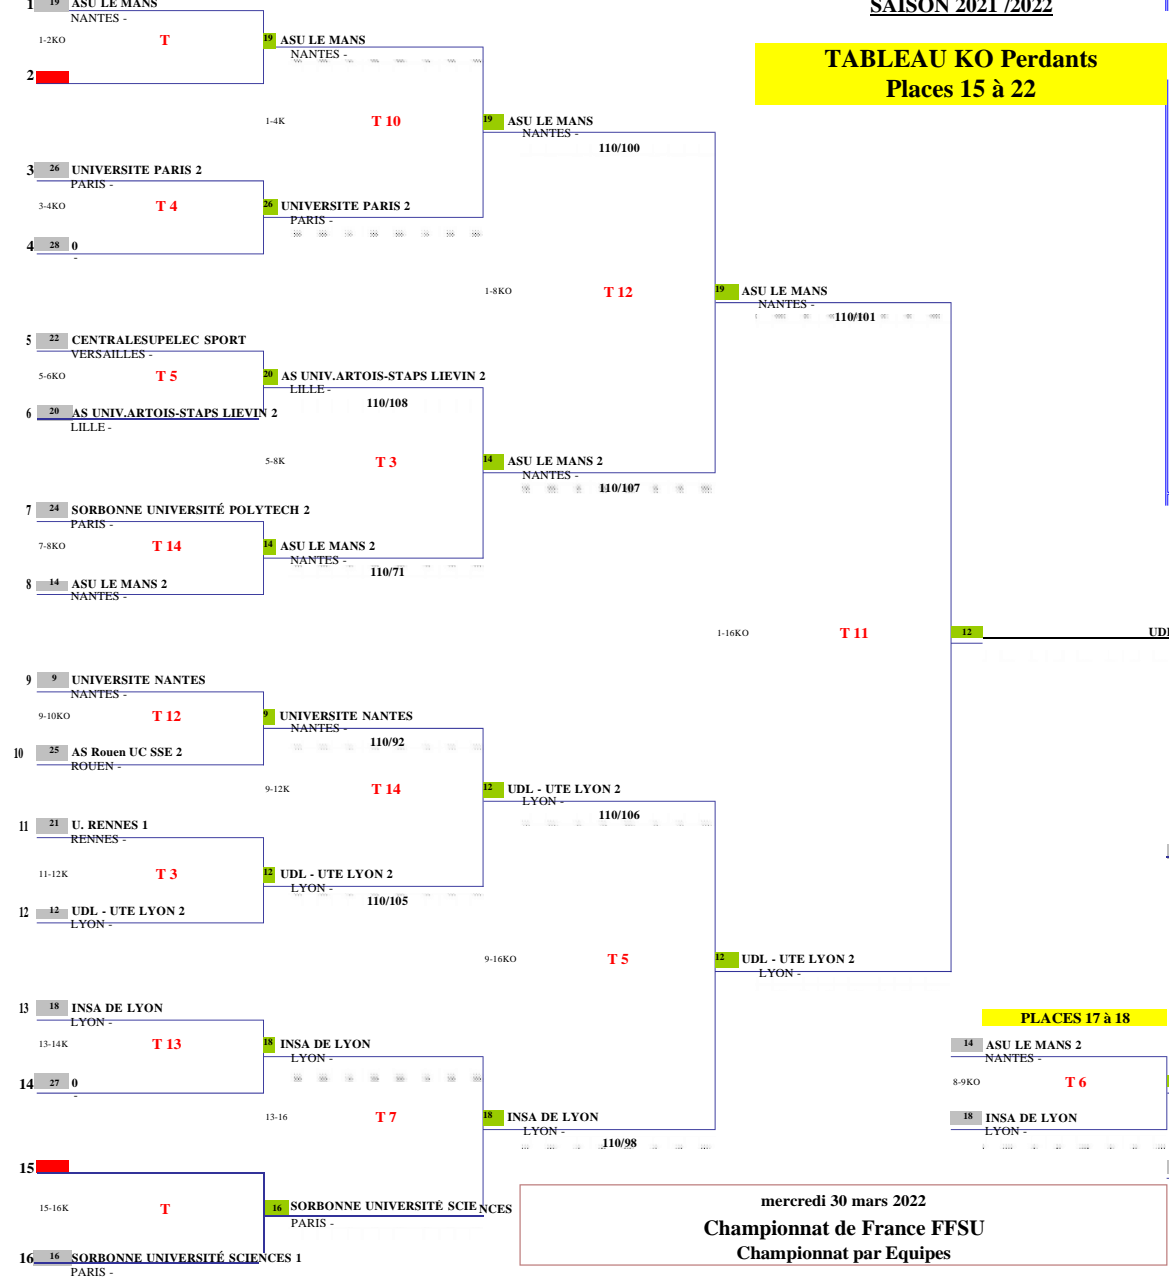 SAISON 2021 /2022
TABLEAU KO Perdants
Places 15 à 22
1 19 ASU LE MANS
NANTES -
1-2KO T
19 ASU LE MANS
NANTES -
2
1-4K T 10
19 ASU LE MANS
NANTES -
110/100
3 26 UNIVERSITE PARIS 2
PARIS -
3-4KO T 4
26 UNIVERSITE PARIS 2
PARIS -
4 28 0
-
1-8KO T 12
19 ASU LE MANS
NANTES -
110/101
5 22 CENTRALESUPELEC SPORT
VERSAILLES -
5-6KO T 5
20 AS UNIV.ARTOIS-STAPS LIEVIN 2
LILLE -
110/108
6 20 AS UNIV.ARTOIS-STAPS LIEVIN 2
LILLE -
5-8K T 3
14 ASU LE MANS 2
NANTES -
110/107
7 24 SORBONNE UNIVERSITÉ POLYTECH 2
PARIS -
7-8KO T 14
14 ASU LE MANS 2
NANTES -
110/71
8 14 ASU LE MANS 2
NANTES -
1-16KO T 11
12 UDL
9 9 UNIVERSITE NANTES
NANTES -
9-10KO T 12
9 UNIVERSITE NANTES
NANTES -
110/92
10 25 AS Rouen UC SSE 2
ROUEN -
9-12K T 14
12 UDL - UTE LYON 2
LYON -
110/106
11 21 U. RENNES 1
RENNES -
11-12K T 3
12 UDL - UTE LYON 2
LYON -
110/105
12 12 UDL - UTE LYON 2
LYON -
9-16KO T 5
12 UDL - UTE LYON 2
LYON -
13 18 INSA DE LYON
LYON -
13-14K T 13
18 INSA DE LYON
LYON -
14 27 0
-
13-16 T 7
18 INSA DE LYON
LYON -
110/98
PLACES 17 à 18
14 ASU LE MANS 2
NANTES -
8-9KO T 6
18 INSA DE LYON
LYON -
15
15-16K T
16 SORBONNE UNIVERSITÉ SCIENCES
PARIS -
16 16 SORBONNE UNIVERSITÉ SCIENCES 1
PARIS -
mercredi 30 mars 2022
Championnat de France FFSU
Championnat par Equipes